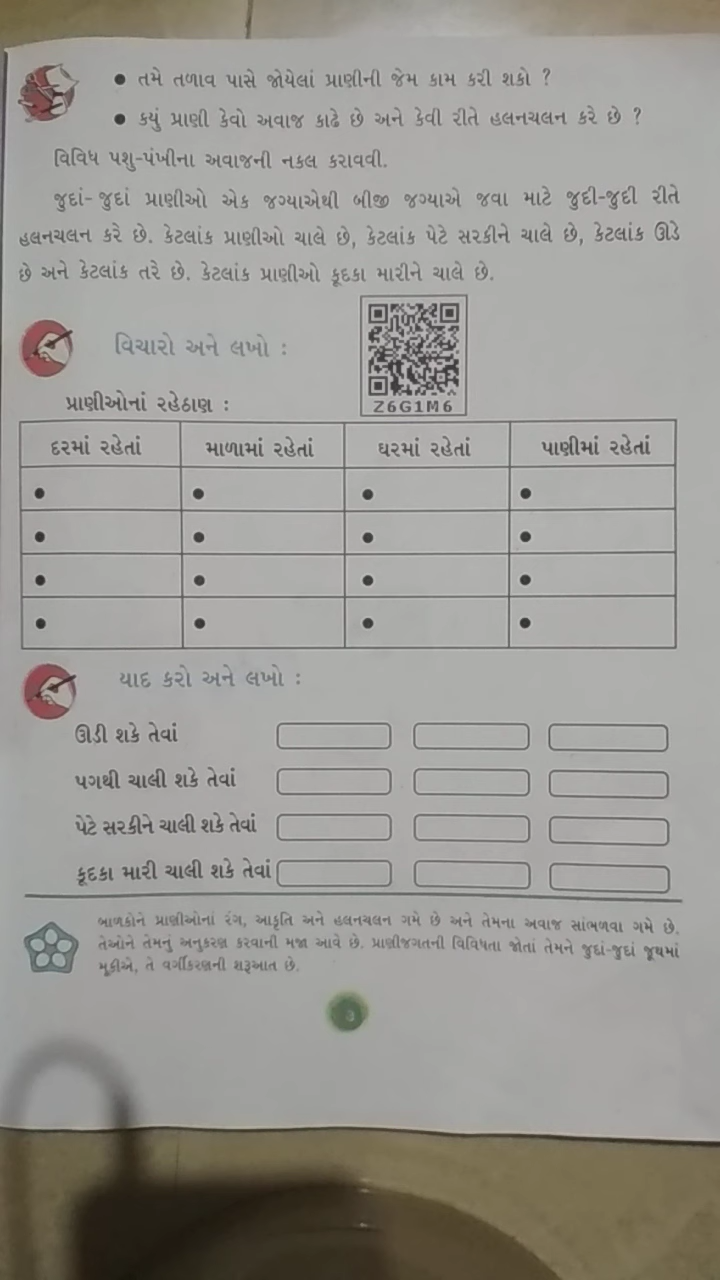 • તમે તળાવ પાસે જોયેલાં પ્રાણીની જેમ કામ કરી શકો ?
• કયું પ્રાણી કેવો અવાજ કાઢે છે અને કેવી રીતે હલનચલન કરે છે ?
વિવિધ પશુ-પંખીના અવાજની નકલ કરાવવી.
જુદાં-જુદાં પ્રાણીઓ એક જગ્યાએથી બીજી જગ્યાએ જવા માટે જુદી-જુદી રીતે
હલનચલન કરે છે. કેટલાંક પ્રાણીઓ ચાલે છે, કેટલાંક પેટે સરકીને ચાલે છે, કેટલાંક ઊડે
છે અને કેટલાંક તરે છે. કેટલાંક પ્રાણીઓ કૂદકા મારીને ચાલે છે.
વિચારો અને લખો :
Z6G1M6
પ્રાણીઓનાં રહેઠાણ :
દરમાં રહેતાં માળામાં રહેતાં ઘરમાં રહેતાં પાણીમાં રહેતાં
યાદ કરો અને લખો :
ઊડી શકે તેવાં
પગથી ચાલી શકે તેવાં
પેટે સરકીને ચાલી શકે તેવાં
કૂદકા મારી ચાલી શકે તેવાં
બાળકોને પ્રાણીઓનાં રંગ, આકૃતિ અને હલનચલન ગમે છે અને તેમના અવાજ સાંભળવા ગમે છે.
તેઓને તેમનું અનુકરણ કરવાની મજા આવે છે. પ્રાણીજગતની વિવિધતા જોતાં તેમને જુદાં-જુદાં જૂથમાં
મૂકીએ, તે વર્ગીકરણની શરૂઆત છે.
૩